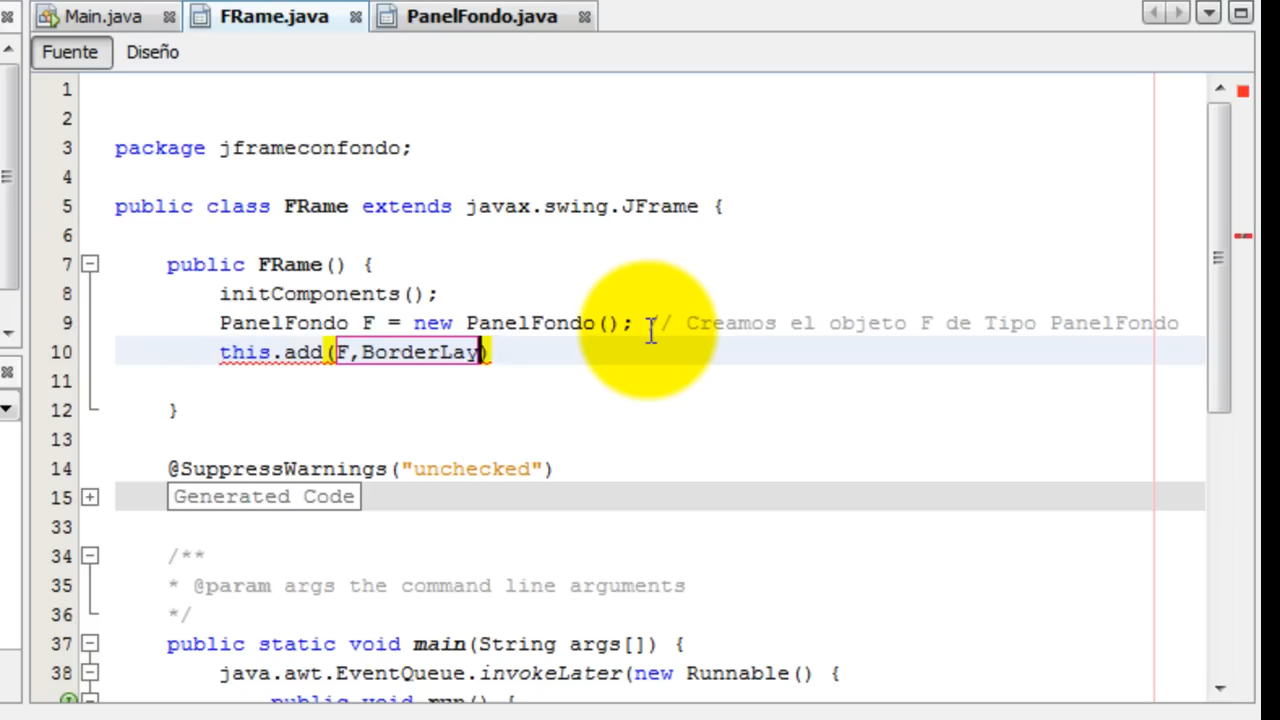 Main.java FRame.java PanelFondo.java
Fuente Diseño
1
2
3 package jframeconfondo;
4
5 public class FRame extends javax.swing.JFrame {
6
7 public FRame() {
8 initComponents();
9 PanelFondo F = new PanelFondo(); // Creamos el objeto F de Tipo PanelFondo
10 this.add(F,BorderLay)
11
12 }
13
14 @SuppressWarnings("unchecked")
15 Generated Code
33
34 /**
35 * @param args the command line arguments
36 */
37 public static void main(String args[]) {
38 java.awt.EventQueue.invokeLater(new Runnable() {
public void run() {